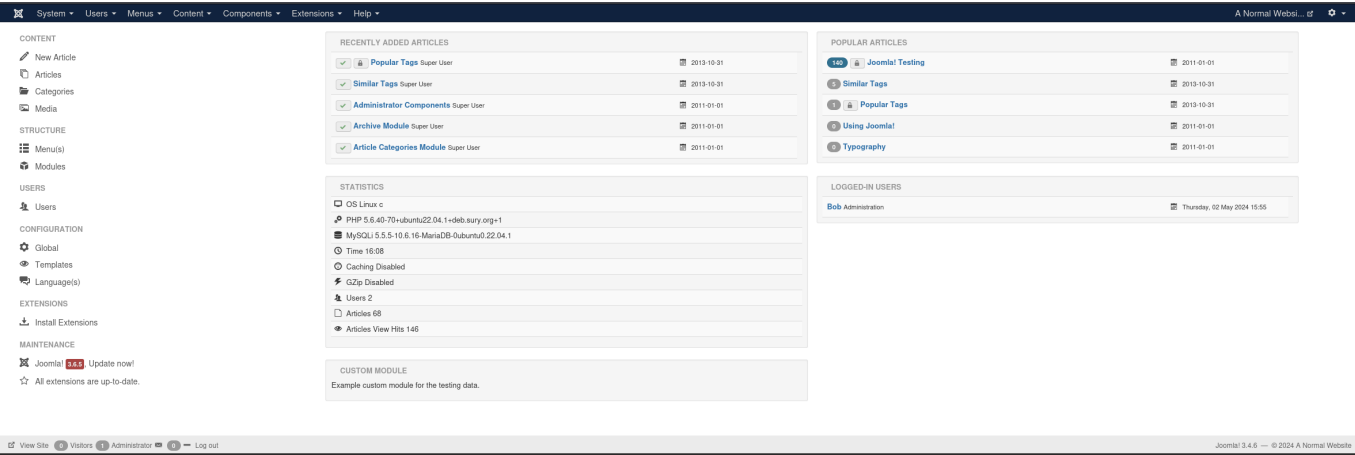 System Users Menus Content Components Extensions Help A Normal Websi...
CONTENT
New Article
Articles
Categories
Media
STRUCTURE
Menu(s)
Modules
USERS
Users
CONFIGURATION
Global
Templates
Language(s)
EXTENSIONS
Install Extensions
MAINTENANCE
Joomla! 3.6.5, Update now!
All extensions are up-to-date.
RECENTLY ADDED ARTICLES
Popular Tags Super User 2013-10-31
Similar Tags Super User 2013-10-31
Administrator Components Super User 2011-01-01
Archive Module Super User 2011-01-01
Article Categories Module Super User 2011-01-01
STATISTICS
OS Linux c
PHP 5.6.40-70+ubuntu22.04.1+deb.sury.org+1
MySQLi 5.5.5-10.6.16-MariaDB-0ubuntu0.22.04.1
Time 16:08
Caching Disabled
GZip Disabled
Users 2
Articles 68
Articles View Hits 146
CUSTOM MODULE
Example custom module for the testing data.
POPULAR ARTICLES
140 Joomla! Testing 2011-01-01
5 Similar Tags 2013-10-31
1 Popular Tags 2013-10-31
0 Using Joomla! 2011-01-01
0 Typography 2011-01-01
LOGGED-IN USERS
Bob Administration Thursday, 02 May 2024 15:55
View Site 0 Visitors 1 Administrator 0 Log out Joomla! 3.4.6 — © 2024 A Normal Website